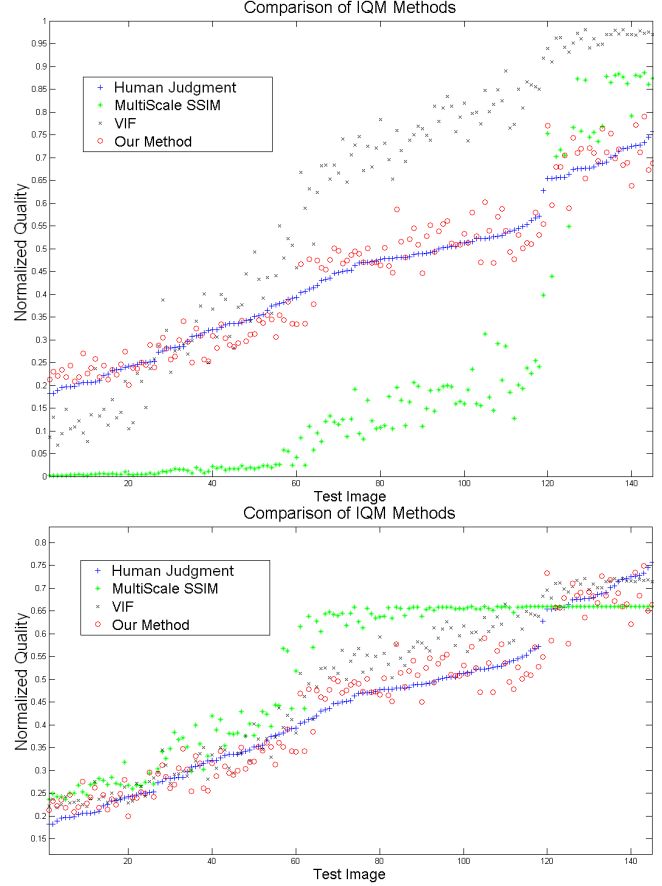 Comparison of IQM Methods
1
0.95
0.9
0.85
0.8
0.75
0.7
0.65
0.6
0.55
0.5
0.45
0.4
0.35
0.3
0.25
0.2
0.15
0.1
0.05
0
Normalized Quality
Human Judgment
MultiScale SSIM
VIF
Our Method
20 40 60 80 100 120 140
Test Image
Comparison of IQM Methods
0.8
0.75
0.7
0.65
0.6
0.55
0.5
0.45
0.4
0.35
0.3
0.25
0.2
0.15
Normalized Quality
Human Judgment
MultiScale SSIM
VIF
Our Method
20 40 60 80 100 120 140
Test Image